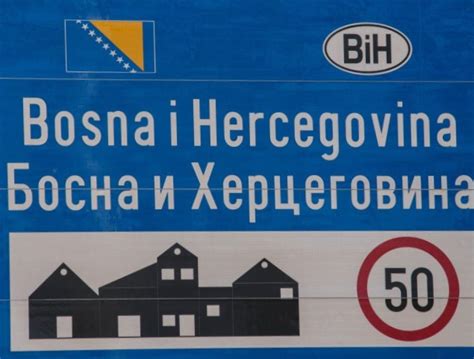 BiH
Bosna i Hercegovina
Босна и Херцеговина
50